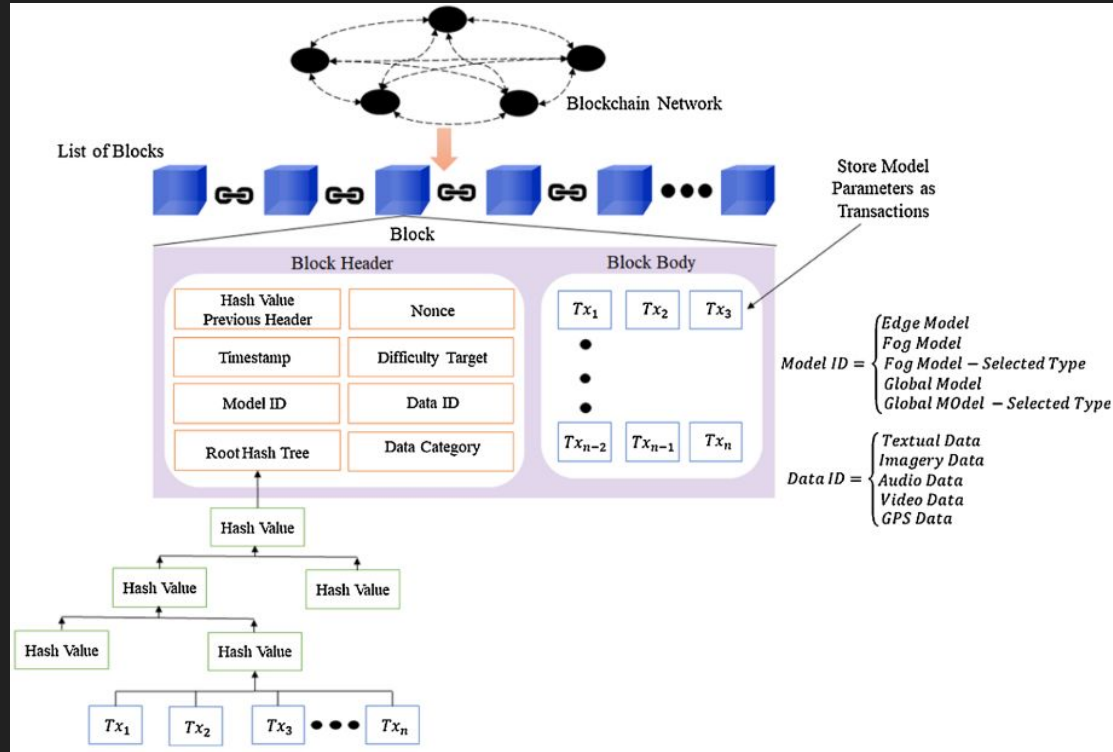 Blockchain Network
List of Blocks
Store Model
Parameters as
Transactions
Block
Block Header
Block Body
Hash Value
Previous Header
Nonce
Timestamp
Difficulty Target
Model ID
Data ID
Root Hash Tree
Data Category
Tx₁ Tx₂ Tx₃
Txₙ₋₂ Txₙ₋₁ Txₙ
Model ID =
Edge Model
Fog Model
Fog Model – Selected Type
Global Model
Global MOdel – Selected Type
Data ID =
Textual Data
Imagery Data
Audio Data
Video Data
GPS Data
Hash Value
Hash Value
Hash Value
Hash Value
Hash Value
Tx₁ Tx₂ Tx₃ Txₙ